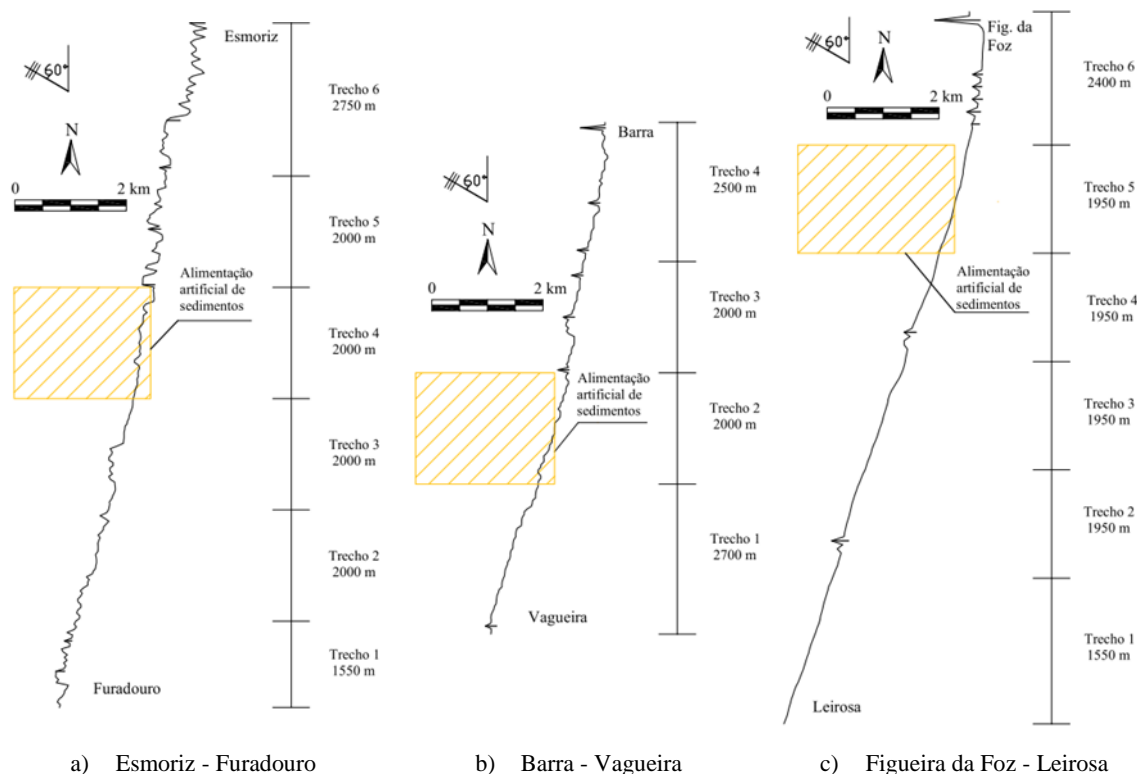 Esmoriz
60°
N
0 2 km
Trecho 6
2750 m
Trecho 5
2000 m
Alimentação
artificial de
sedimentos
Trecho 4
2000 m
Trecho 3
2000 m
Trecho 2
2000 m
Trecho 1
1550 m
Furadouro
a) Esmoriz - Furadouro
Barra
60°
N
0 2 km
Trecho 4
2500 m
Trecho 3
2000 m
Alimentação
artificial de
sedimentos
Trecho 2
2000 m
Trecho 1
2700 m
Vagueira
b) Barra - Vagueira
Fig. da
Foz
60°
N
0 2 km
Trecho 6
2400 m
Trecho 5
1950 m
Alimentação
artificial de
sedimentos
Trecho 4
1950 m
Trecho 3
1950 m
Trecho 2
1950 m
Trecho 1
1550 m
Leirosa
c) Figueira da Foz - Leirosa